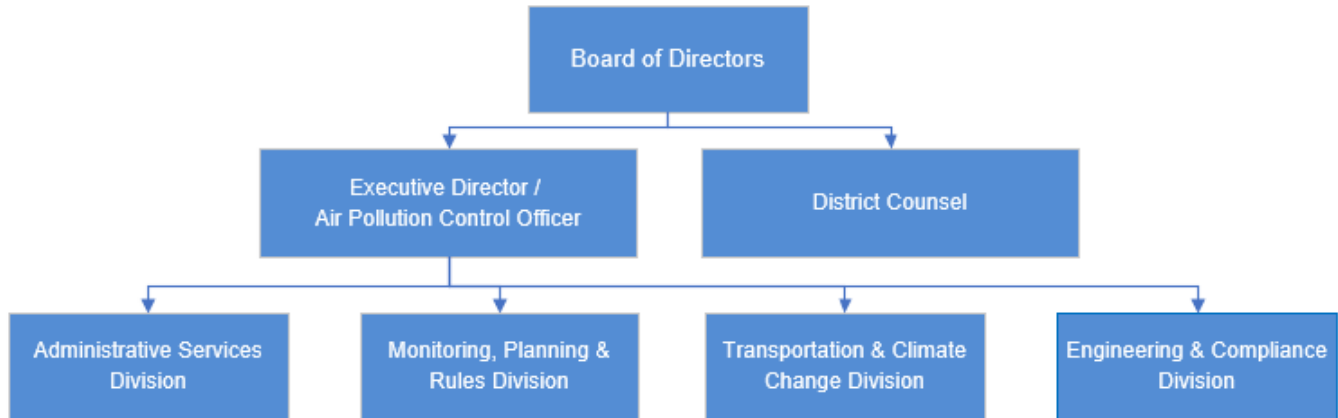 Board of Directors
Executive Director /
Air Pollution Control Officer
District Counsel
Administrative Services
Division
Monitoring, Planning &
Rules Division
Transportation & Climate
Change Division
Engineering & Compliance
Division